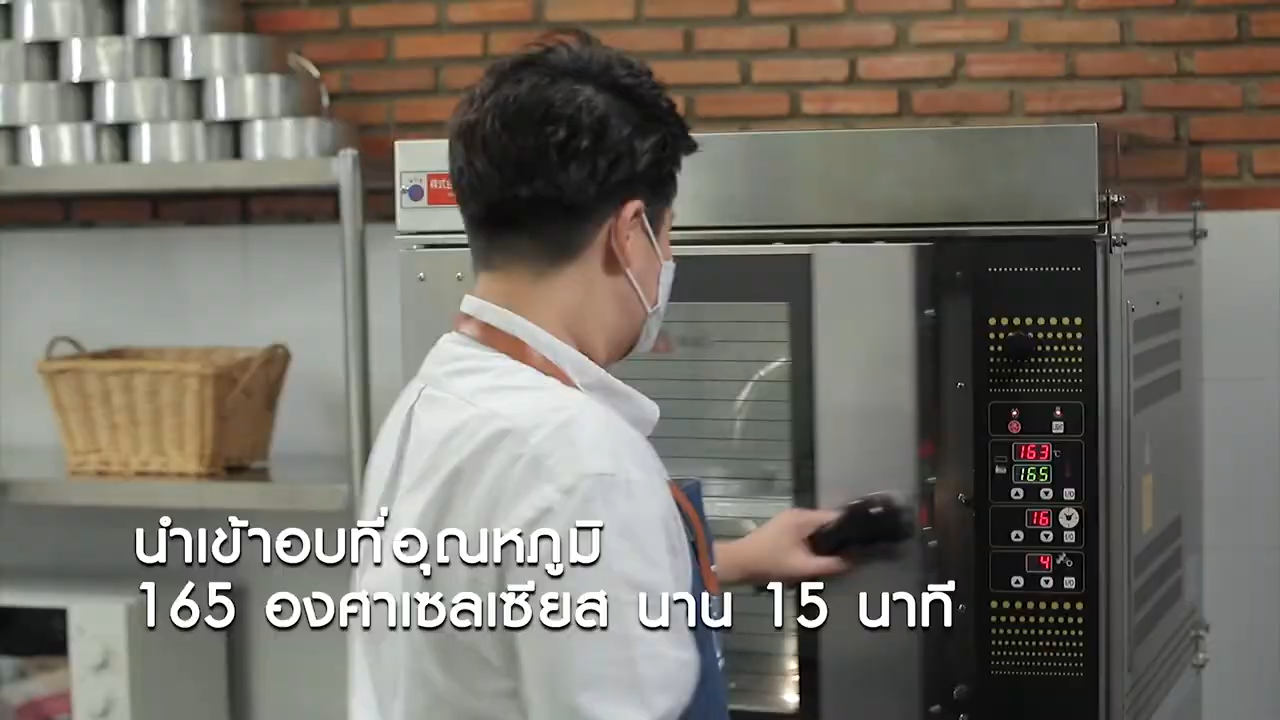 163 °C
165
16
4
นำเข้าอบที่อุณหภูมิ
165 องศาเซลเซียส นาน 15 นาที